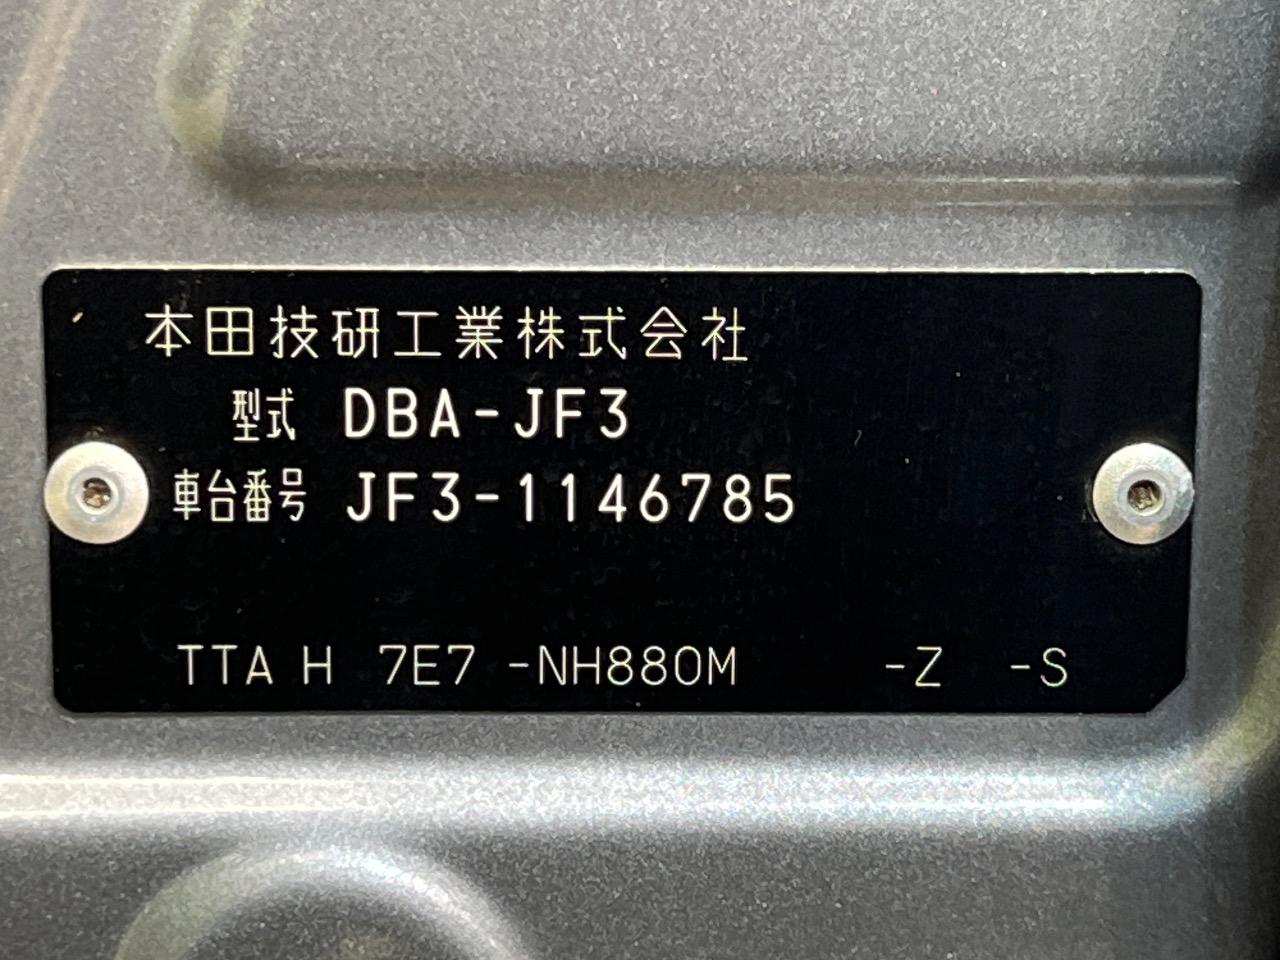 本田技研工業株式会社
型式 DBA-JF3
車台番号 JF3-1146785
TTA H 7E7 -NH880M -Z -S